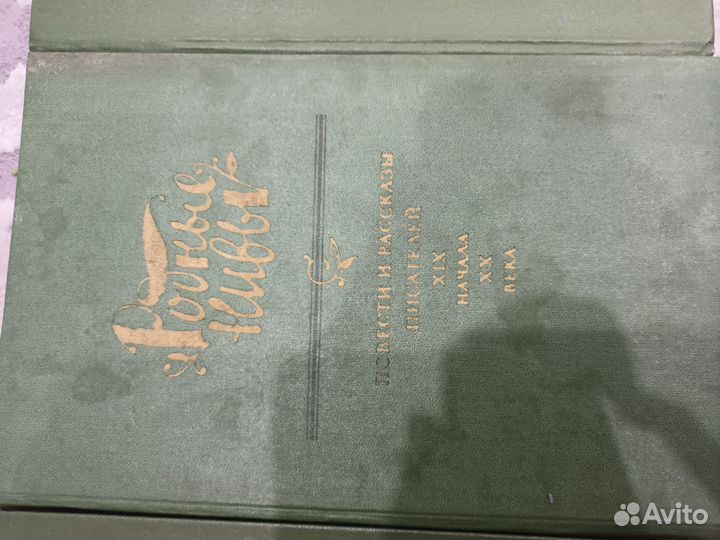 Родные
нивы
ПОВЕСТИ И РАССКАЗЫ
ПИСАТЕЛЕЙ
XIX
НАЧАЛА
XX
ВЕКА
Avito